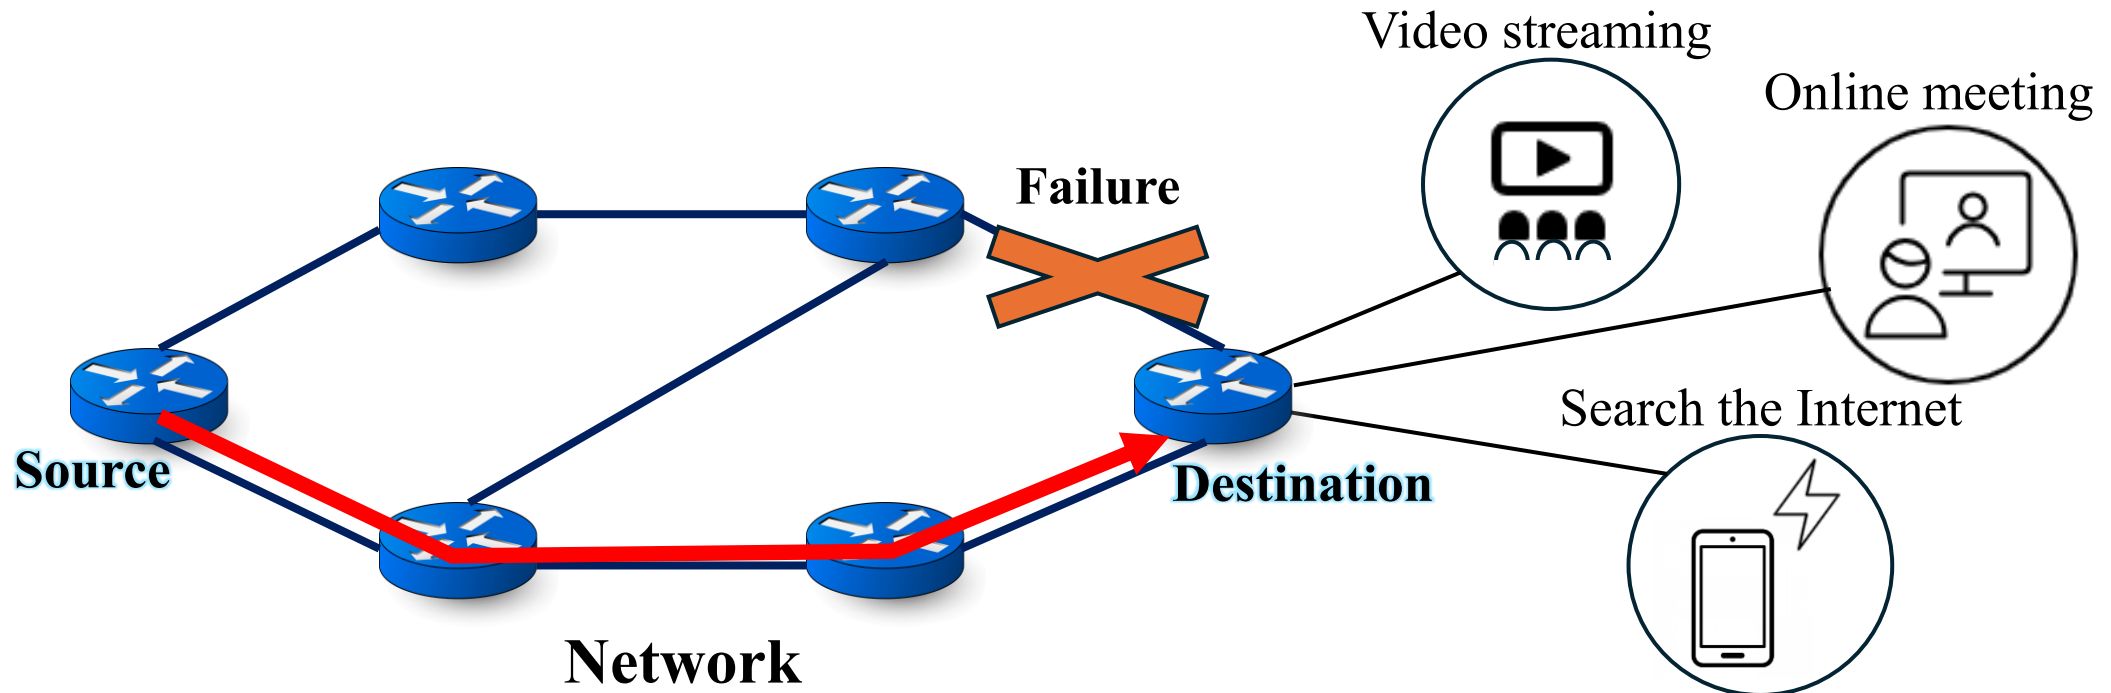 Video streaming
Online meeting
Failure
Search the Internet
Source
Destination
Network